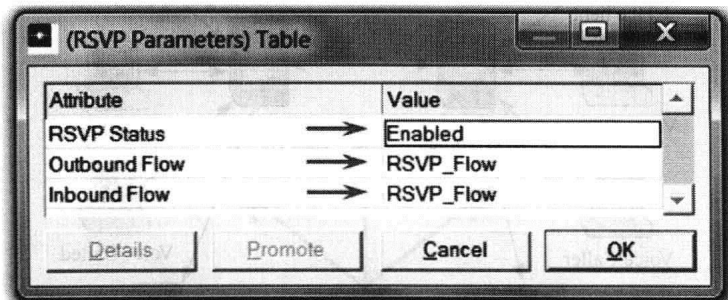 (RSVP Parameters) Table
Attribute Value
RSVP Status Enabled
Outbound Flow RSVP_Flow
Inbound Flow RSVP_Flow
Details Promote Cancel OK